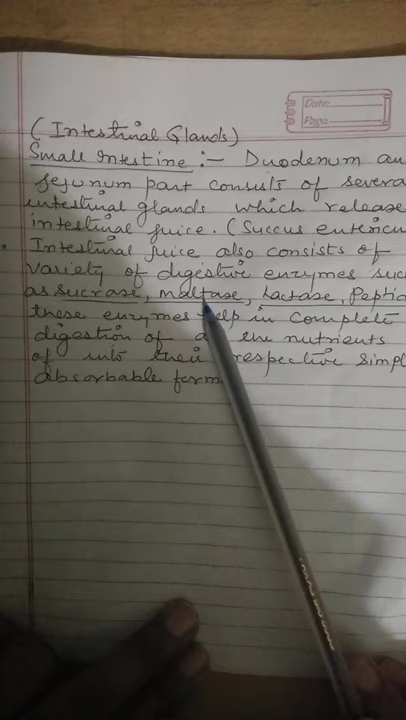 Date:
Page:
(Intestinal Glands)
Small Intestine :- Duodenum an
Jejunum part consists of severa
intestinal glands which release
intestinal juice. (Succus entericu
Intestinal juice also consists of
variety of digestive enzymes suc
as sucrase, maltase, Lactase, Peptid
these enzymes help in complete
digestion of the nutrients
of into their respective simpl
absorbable form